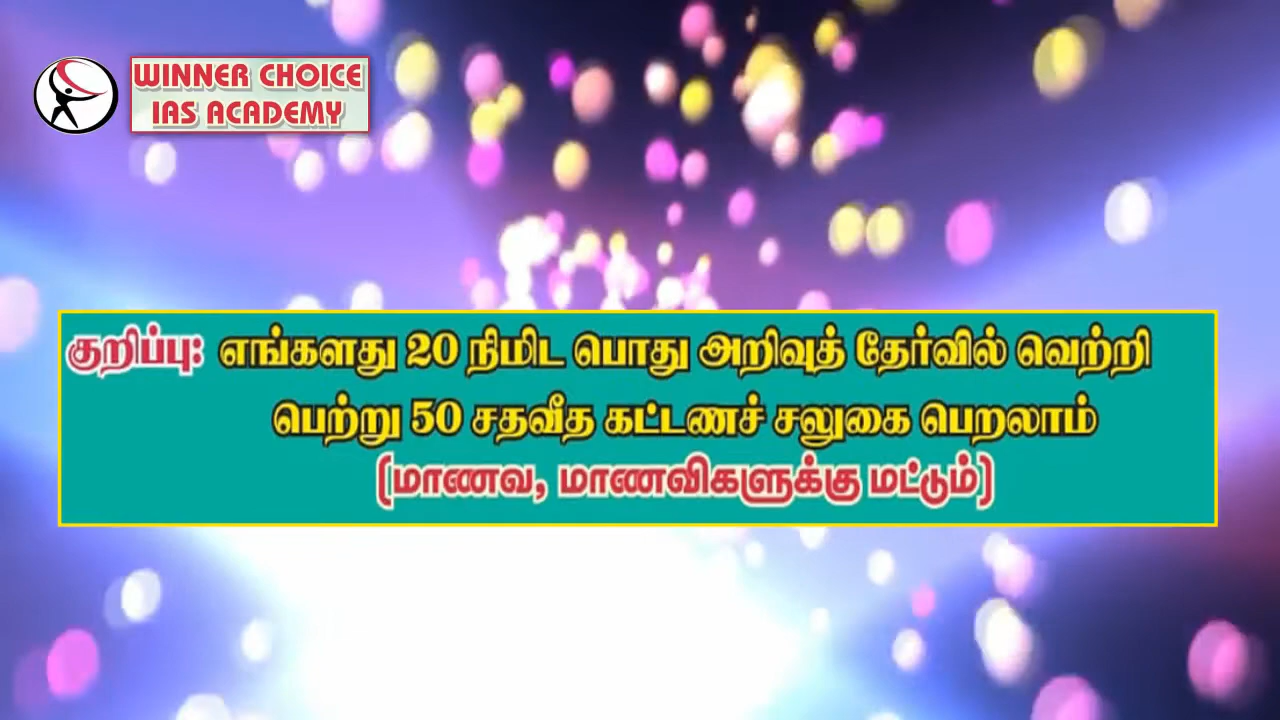 WINNER CHOICE
IAS ACADEMY
குறிப்பு: எங்களது 20 நிமிட பொது அறிவுத் தேர்வில் வெற்றி
பெற்று 50 சதவீத கட்டணச் சலுகை பெறலாம்
(மாணவ, மாணவிகளுக்கு மட்டும்)